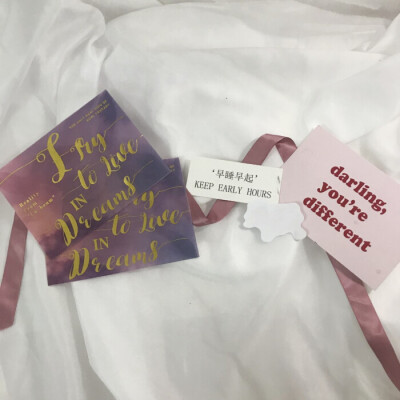 I try
to Live
IN
Dreams
try
to Live
IN
Dreams
'早睡早起'
KEEP EARLY HOURS
darling,
you're
different